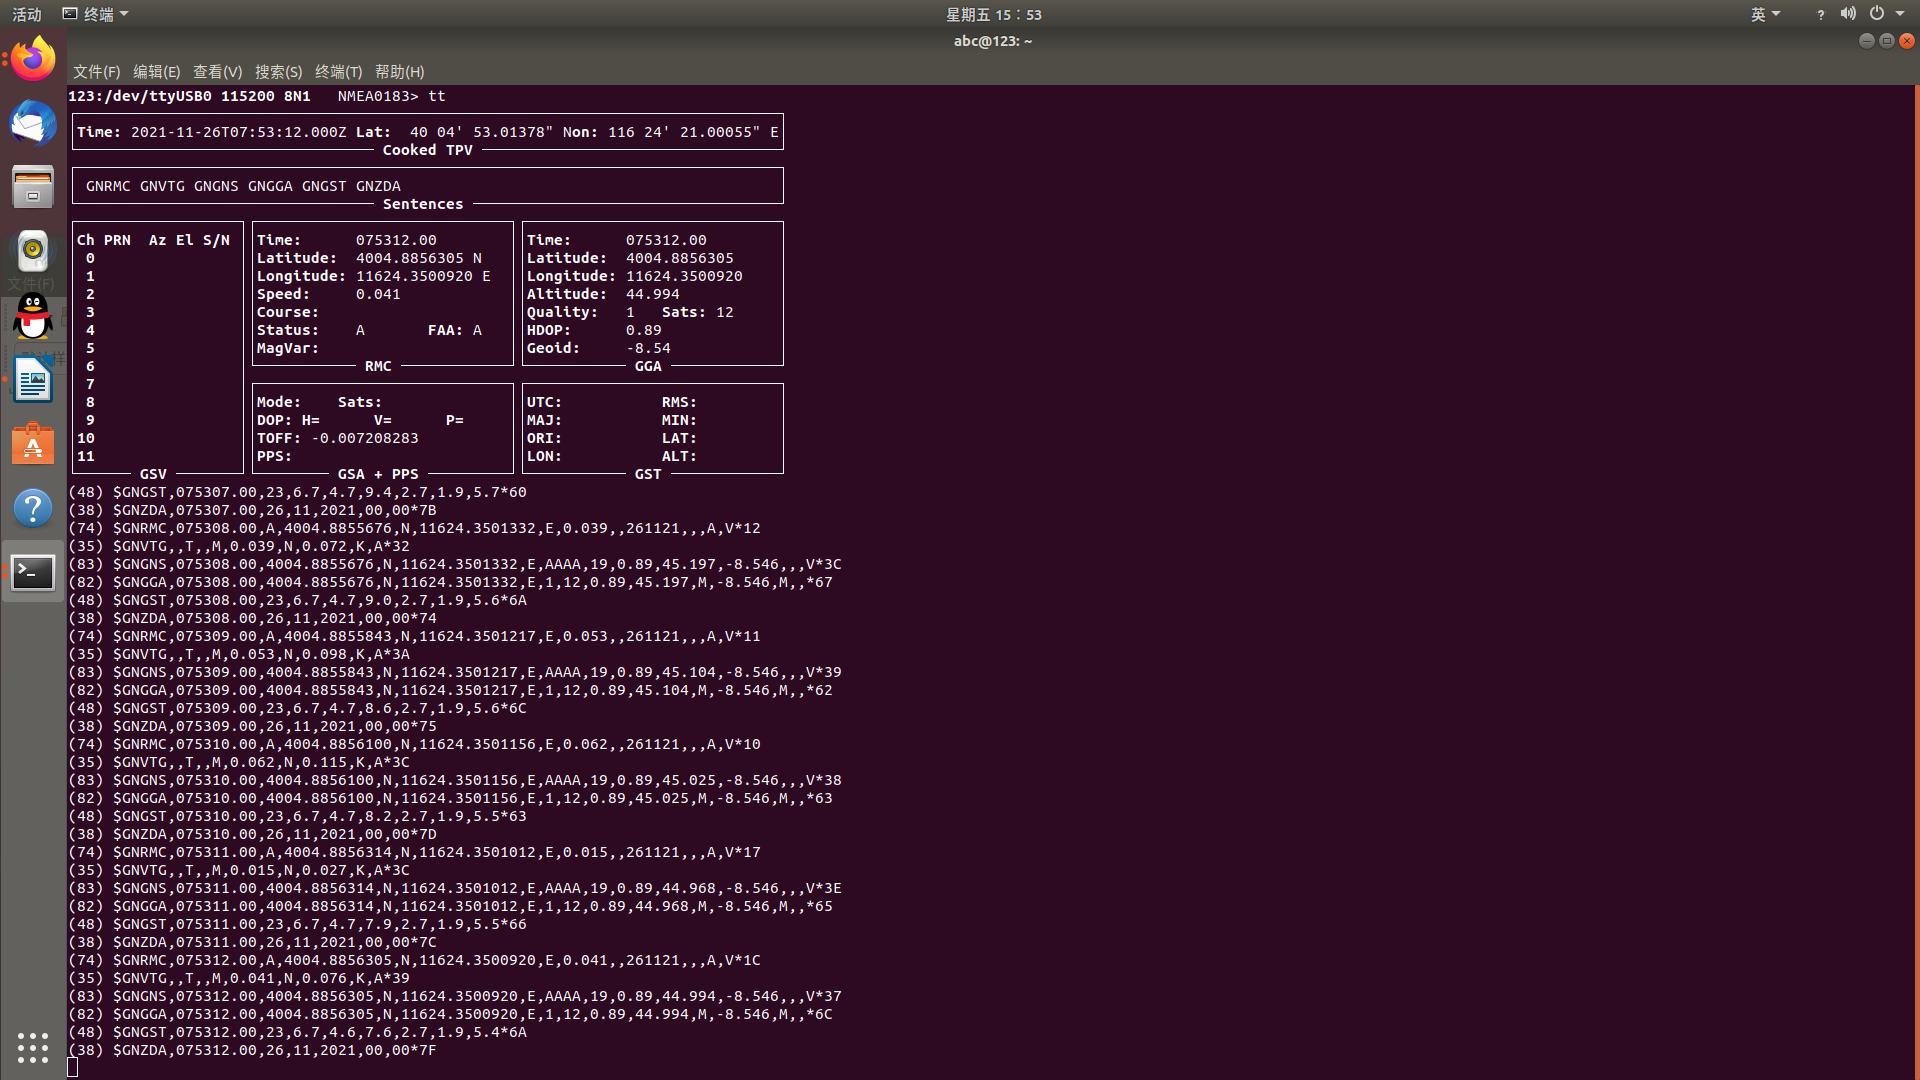 活动 终端 星期五 15：53 英
abc@123: ~
文件(F) 编辑(E) 查看(V) 搜索(S) 终端(T) 帮助(H)
123:/dev/ttyUSB0 115200 8N1 NMEA0183> tt
Time: 2021-11-26T07:53:12.000Z Lat: 40 04' 53.01378" Non: 116 24' 21.00055" E
Cooked TPV
GNRMC GNVTG GNGNS GNGGA GNGST GNZDA
Sentences
Ch PRN Az El S/N
0
1
2
3
4
5
6
7
8
9
10
11
GSV
Time: 075312.00
Latitude: 4004.8856305 N
Longitude: 11624.3500920 E
Speed: 0.041
Course:
Status: A FAA: A
MagVar:
RMC
Time: 075312.00
Latitude: 4004.8856305
Longitude: 11624.3500920
Altitude: 44.994
Quality: 1 Sats: 12
HDOP: 0.89
Geoid: -8.54
GGA
Mode: Sats:
DOP: H= V= P=
TOFF: -0.007208283
PPS:
GSA + PPS
UTC: RMS:
MAJ: MIN:
ORI: LAT:
LON: ALT:
GST
(48) $GNGST,075307.00,23,6.7,4.7,9.4,2.7,1.9,5.7*60
(38) $GNZDA,075307.00,26,11,2021,00,00*7B
(74) $GNRMC,075308.00,A,4004.8855676,N,11624.3501332,E,0.039,,261121,,,A,V*12
(35) $GNVTG,,T,,M,0.039,N,0.072,K,A*32
(83) $GNGNS,075308.00,4004.8855676,N,11624.3501332,E,AAAA,19,0.89,45.197,-8.546,,,V*3C
(82) $GNGGA,075308.00,4004.8855676,N,11624.3501332,E,1,12,0.89,45.197,M,-8.546,M,,*67
(48) $GNGST,075308.00,23,6.7,4.7,9.0,2.7,1.9,5.6*6A
(38) $GNZDA,075308.00,26,11,2021,00,00*74
(74) $GNRMC,075309.00,A,4004.8855843,N,11624.3501217,E,0.053,,261121,,,A,V*11
(35) $GNVTG,,T,,M,0.053,N,0.098,K,A*3A
(83) $GNGNS,075309.00,4004.8855843,N,11624.3501217,E,AAAA,19,0.89,45.104,-8.546,,,V*39
(82) $GNGGA,075309.00,4004.8855843,N,11624.3501217,E,1,12,0.89,45.104,M,-8.546,M,,*62
(48) $GNGST,075309.00,23,6.7,4.7,8.6,2.7,1.9,5.6*6C
(38) $GNZDA,075309.00,26,11,2021,00,00*75
(74) $GNRMC,075310.00,A,4004.8856100,N,11624.3501156,E,0.062,,261121,,,A,V*10
(35) $GNVTG,,T,,M,0.062,N,0.115,K,A*3C
(83) $GNGNS,075310.00,4004.8856100,N,11624.3501156,E,AAAA,19,0.89,45.025,-8.546,,,V*38
(82) $GNGGA,075310.00,4004.8856100,N,11624.3501156,E,1,12,0.89,45.025,M,-8.546,M,,*63
(48) $GNGST,075310.00,23,6.7,4.7,8.2,2.7,1.9,5.5*63
(38) $GNZDA,075310.00,26,11,2021,00,00*7D
(74) $GNRMC,075311.00,A,4004.8856314,N,11624.3501012,E,0.015,,261121,,,A,V*17
(35) $GNVTG,,T,,M,0.015,N,0.027,K,A*3C
(83) $GNGNS,075311.00,4004.8856314,N,11624.3501012,E,AAAA,19,0.89,44.968,-8.546,,,V*3E
(82) $GNGGA,075311.00,4004.8856314,N,11624.3501012,E,1,12,0.89,44.968,M,-8.546,M,,*65
(48) $GNGST,075311.00,23,6.7,4.7,7.9,2.7,1.9,5.5*66
(38) $GNZDA,075311.00,26,11,2021,00,00*7C
(74) $GNRMC,075312.00,A,4004.8856305,N,11624.3500920,E,0.041,,261121,,,A,V*1C
(35) $GNVTG,,T,,M,0.041,N,0.076,K,A*39
(83) $GNGNS,075312.00,4004.8856305,N,11624.3500920,E,AAAA,19,0.89,44.994,-8.546,,,V*37
(82) $GNGGA,075312.00,4004.8856305,N,11624.3500920,E,1,12,0.89,44.994,M,-8.546,M,,*6C
(48) $GNGST,075312.00,23,6.7,4.6,7.6,2.7,1.9,5.4*6A
(38) $GNZDA,075312.00,26,11,2021,00,00*7F
文件(F)